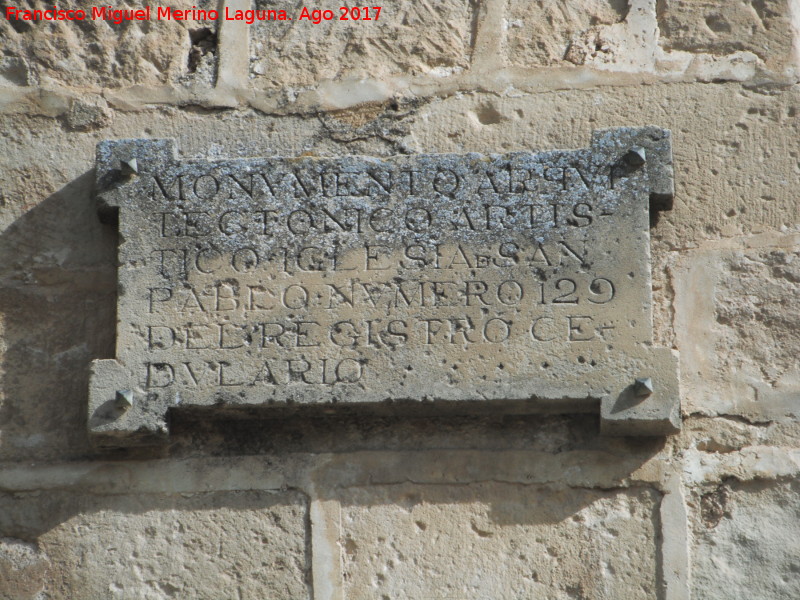 Francisco Miguel Merino Laguna. Ago 2017
MONVMENTO ARQVI
TECTONICO ARTIS-
TICO IGLESIA DE SAN
PABLO NVMERO 129
DEL REGISTRO CE-
DVLARIO